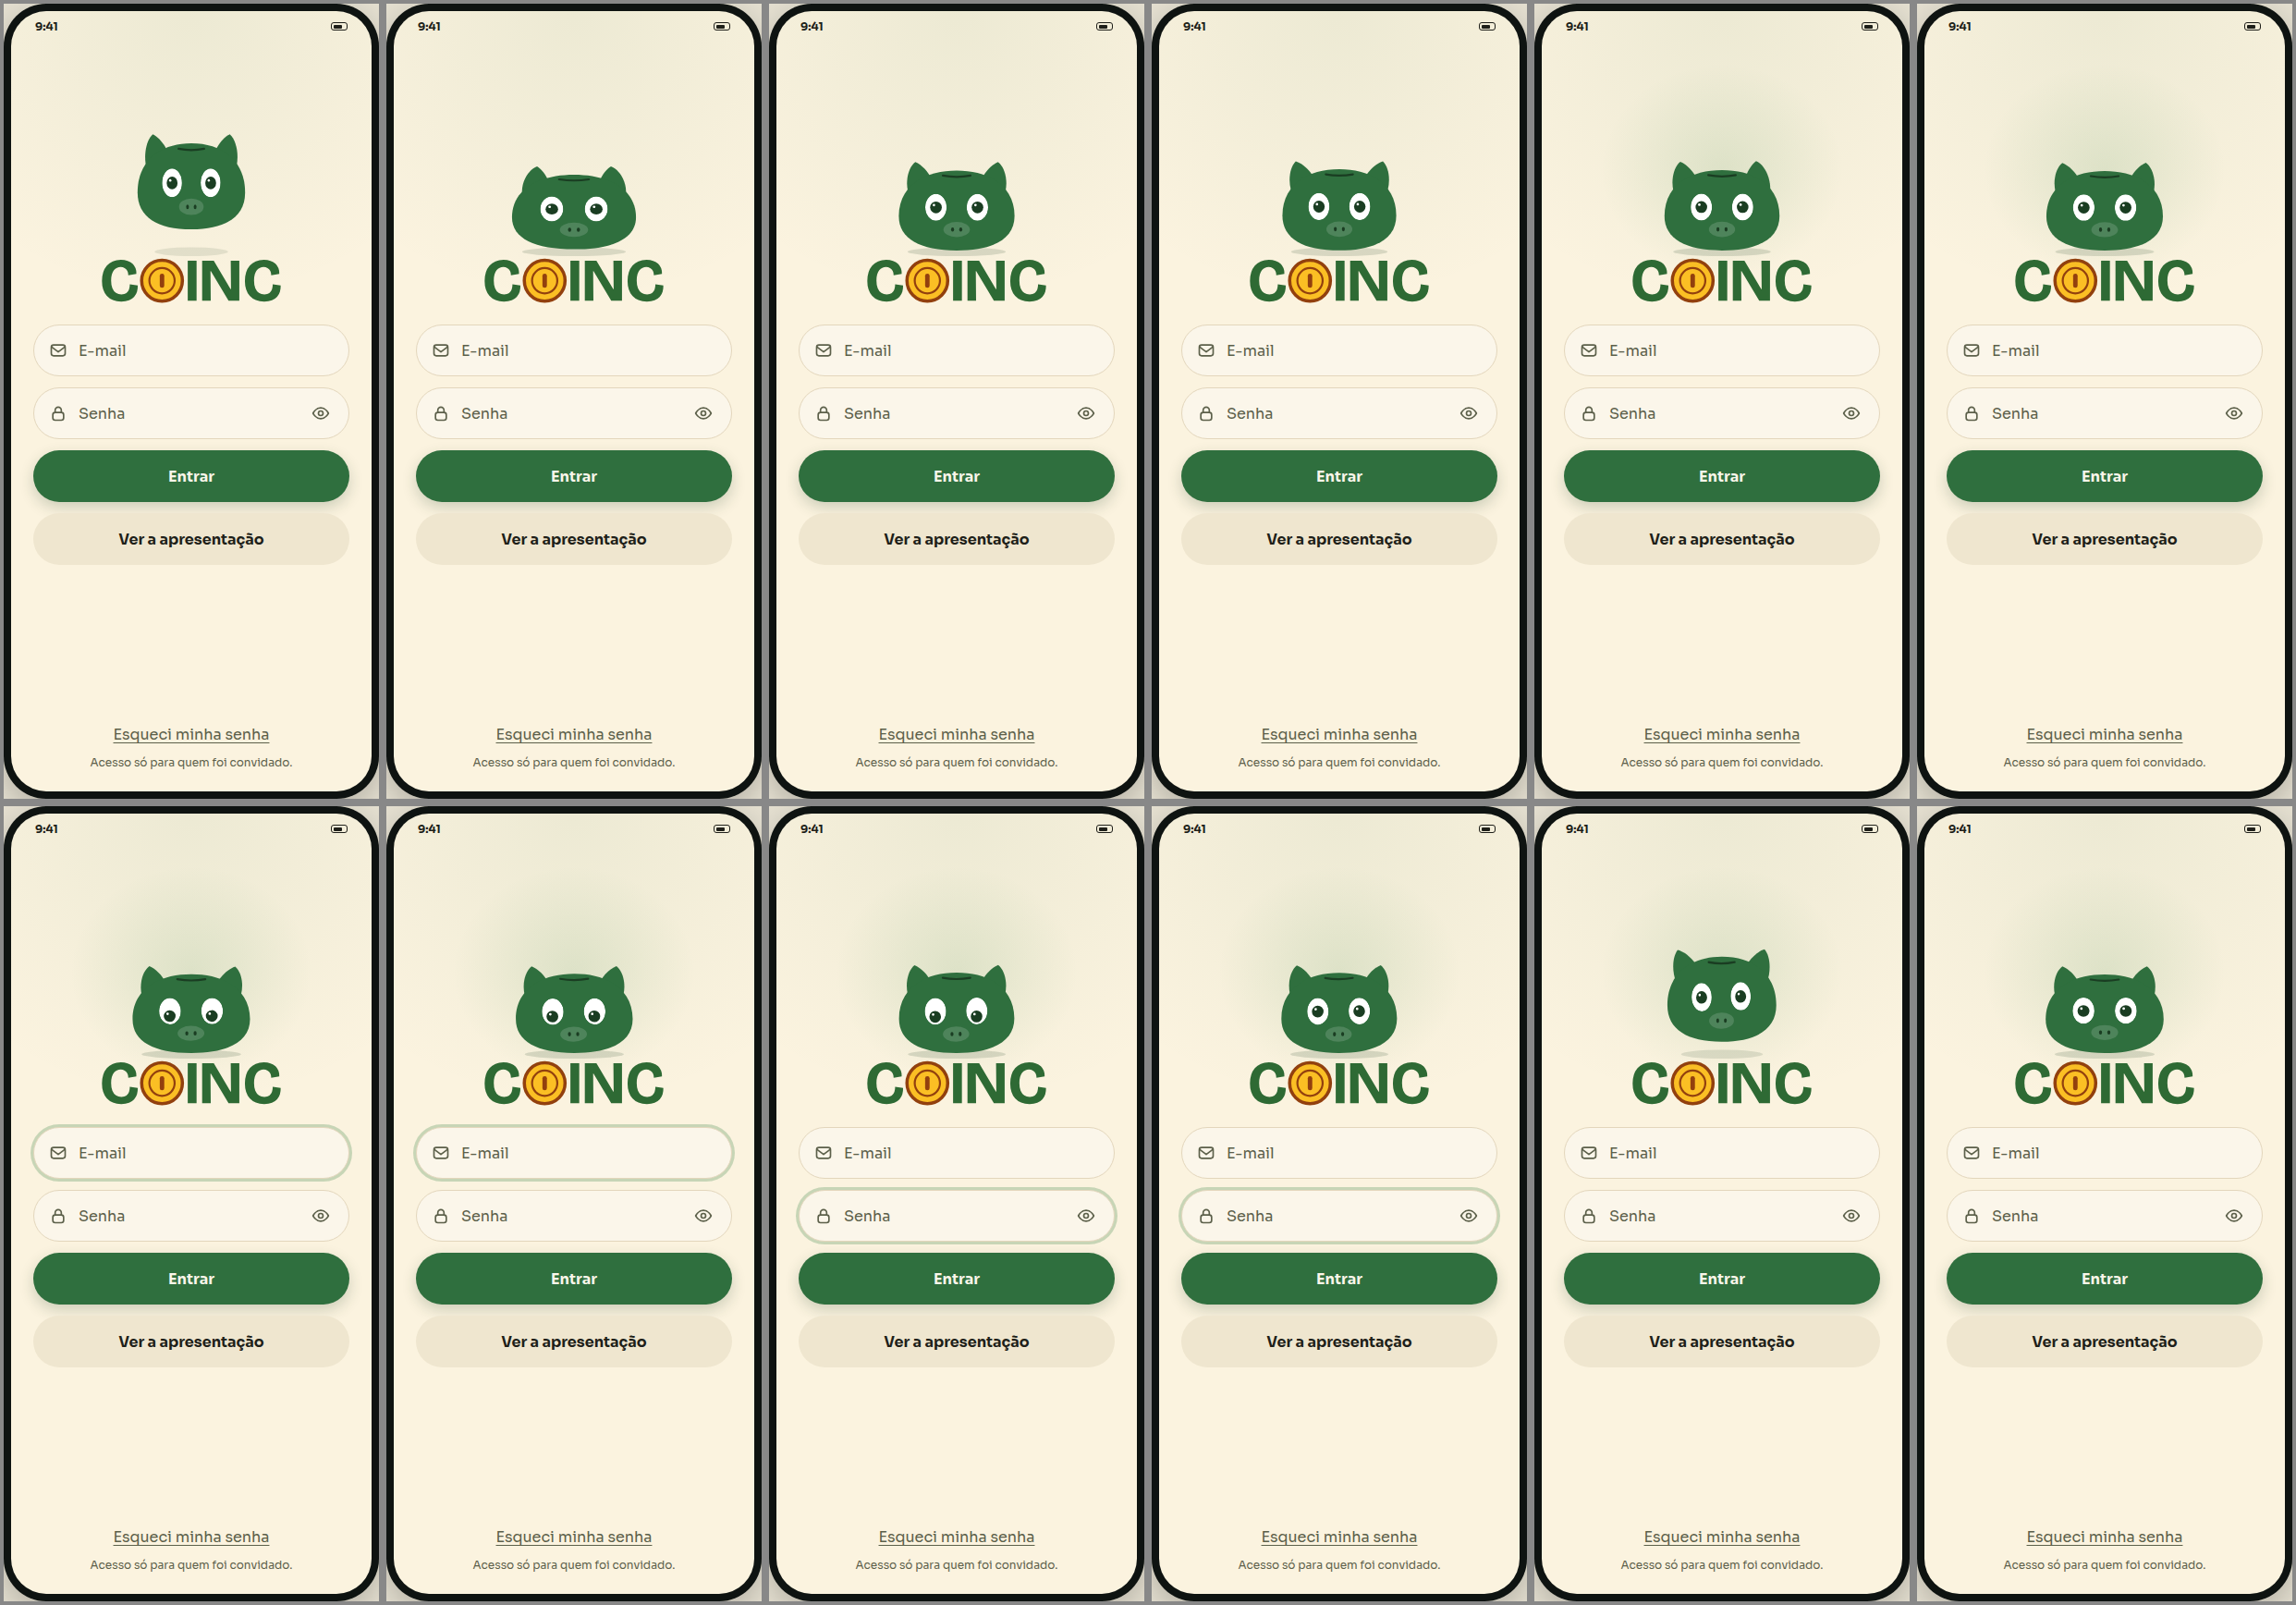 9:41
COINC
E-mail
Senha
Entrar
Ver a apresentação
Esqueci minha senha
Acesso só para quem foi convidado.
9:41
COINC
E-mail
Senha
Entrar
Ver a apresentação
Esqueci minha senha
Acesso só para quem foi convidado.
9:41
COINC
E-mail
Senha
Entrar
Ver a apresentação
Esqueci minha senha
Acesso só para quem foi convidado.
9:41
COINC
E-mail
Senha
Entrar
Ver a apresentação
Esqueci minha senha
Acesso só para quem foi convidado.
9:41
COINC
E-mail
Senha
Entrar
Ver a apresentação
Esqueci minha senha
Acesso só para quem foi convidado.
9:41
COINC
E-mail
Senha
Entrar
Ver a apresentação
Esqueci minha senha
Acesso só para quem foi convidado.
9:41
COINC
E-mail
Senha
Entrar
Ver a apresentação
Esqueci minha senha
Acesso só para quem foi convidado.
9:41
COINC
E-mail
Senha
Entrar
Ver a apresentação
Esqueci minha senha
Acesso só para quem foi convidado.
9:41
COINC
E-mail
Senha
Entrar
Ver a apresentação
Esqueci minha senha
Acesso só para quem foi convidado.
9:41
COINC
E-mail
Senha
Entrar
Ver a apresentação
Esqueci minha senha
Acesso só para quem foi convidado.
9:41
COINC
E-mail
Senha
Entrar
Ver a apresentação
Esqueci minha senha
Acesso só para quem foi convidado.
9:41
COINC
E-mail
Senha
Entrar
Ver a apresentação
Esqueci minha senha
Acesso só para quem foi convidado.